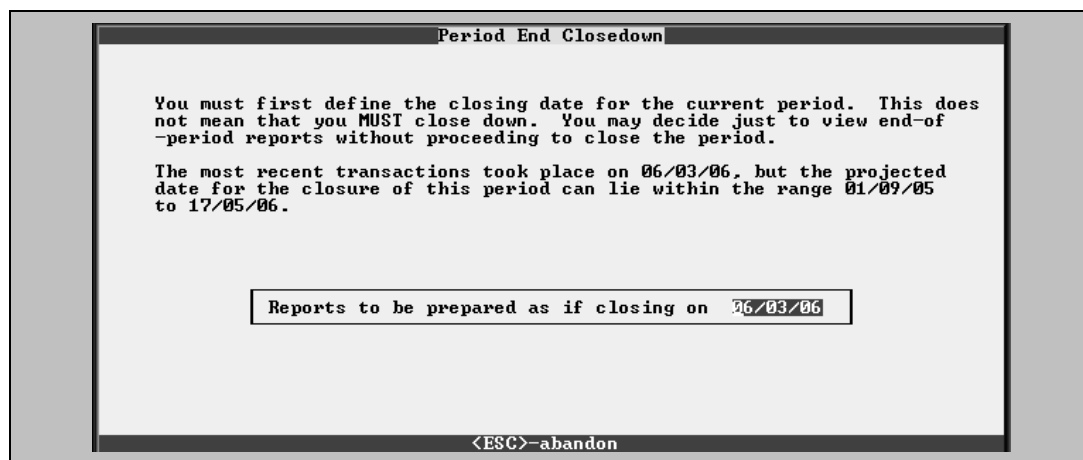 Period End Closedown
You must first define the closing date for the current period. This does
not mean that you MUST close down. You may decide just to view end-of
-period reports without proceeding to close the period.
The most recent transactions took place on 06/03/06, but the projected
date for the closure of this period can lie within the range 01/09/05
to 17/05/06.
Reports to be prepared as if closing on 06/03/06
<ESC>-abandon